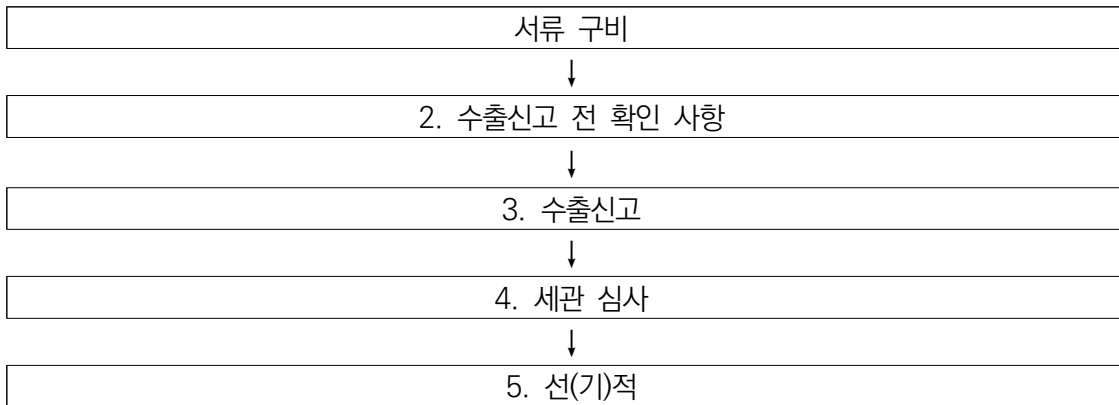 서류 구비
2. 수출신고 전 확인 사항
3. 수출신고
4. 세관 심사
5. 선(기)적